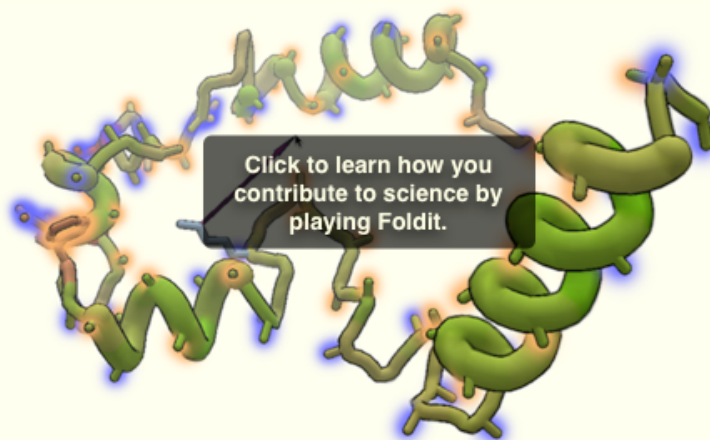 Click to learn how you
contribute to science by
playing Foldit.